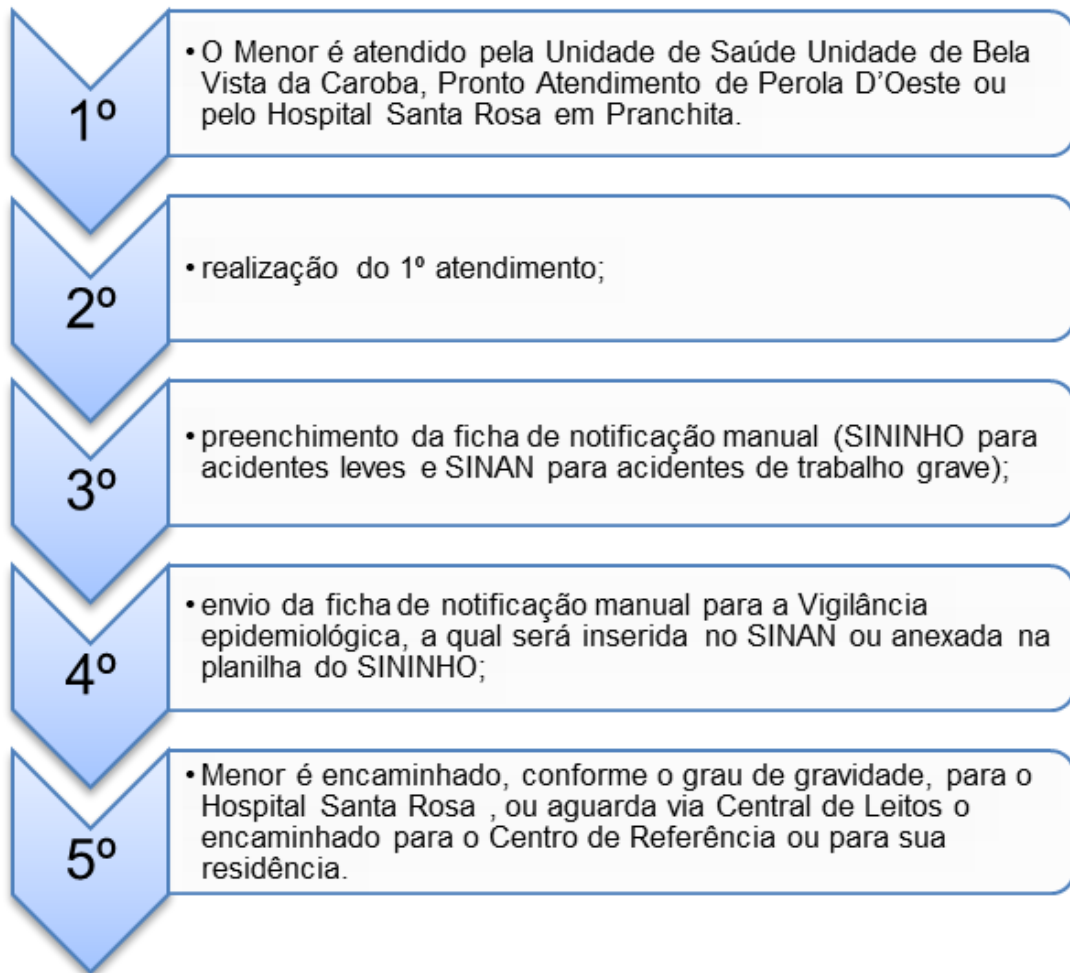 1º
• O Menor é atendido pela Unidade de Saúde Unidade de Bela
Vista da Caroba, Pronto Atendimento de Perola D’Oeste ou
pelo Hospital Santa Rosa em Pranchita.
2º
• realização do 1º atendimento;
3º
• preenchimento da ficha de notificação manual (SININHO para
acidentes leves e SINAN para acidentes de trabalho grave);
4º
• envio da ficha de notificação manual para a Vigilância
epidemiológica, a qual será inserida no SINAN ou anexada na
planilha do SININHO;
5º
• Menor é encaminhado, conforme o grau de gravidade, para o
Hospital Santa Rosa , ou aguarda via Central de Leitos o
encaminhado para o Centro de Referência ou para sua
residência.